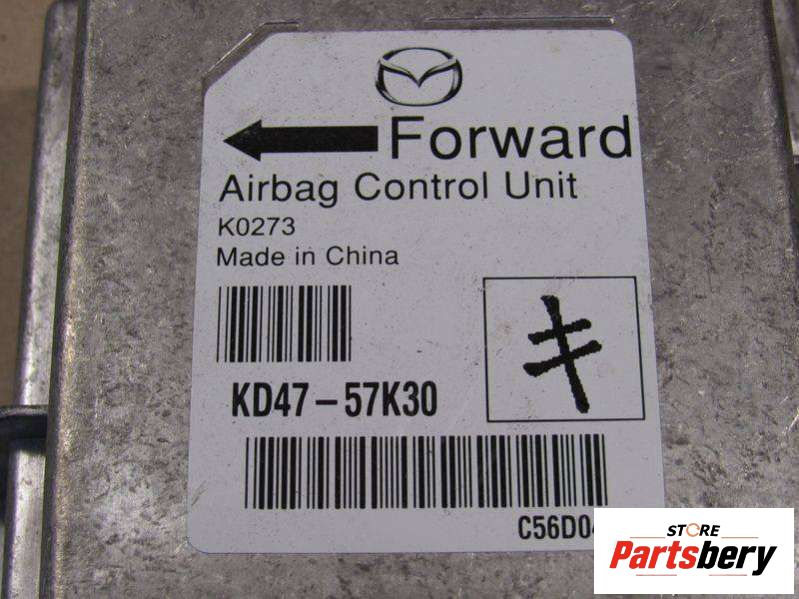 Forward
Airbag Control Unit
K0273
Made in China
キ
KD47-57K30
STORE
Partsbery